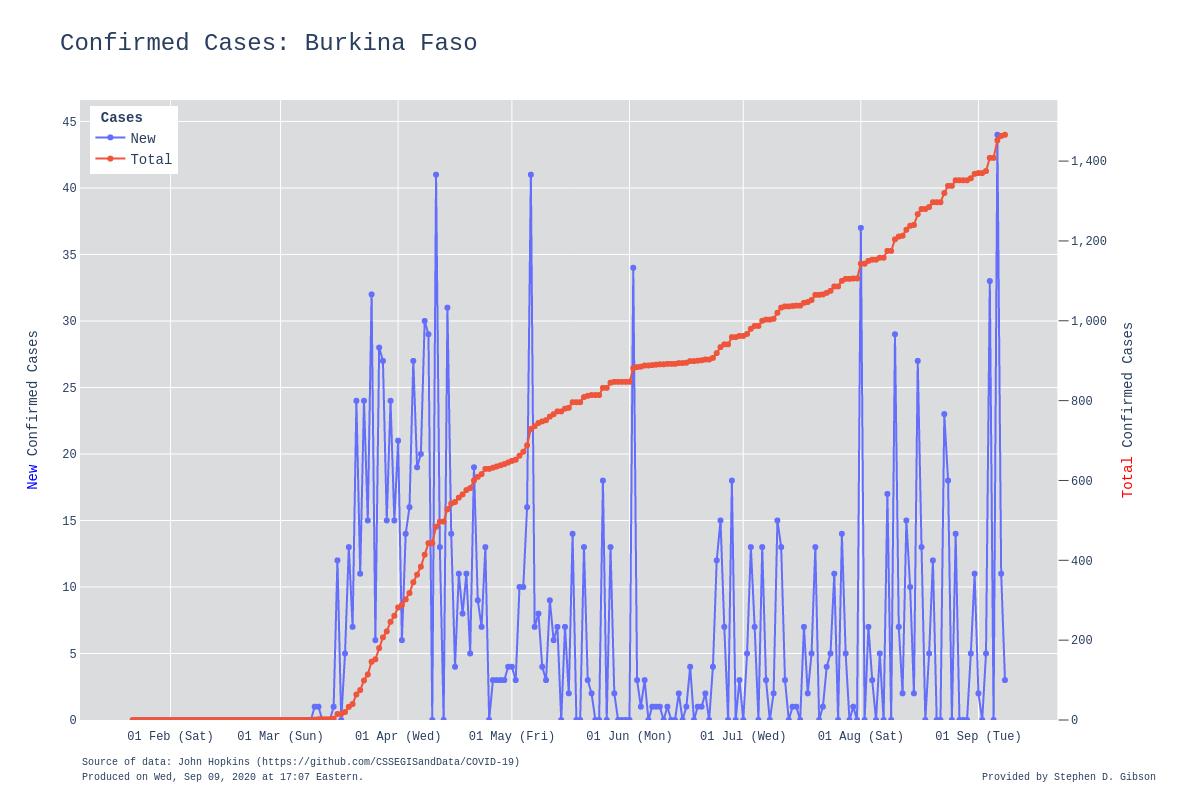 Confirmed Cases: Burkina Faso
Cases
New
Total
45
40
35
30
25
20
15
10
5
0
New Confirmed Cases
1,400
1,200
1,000
800
600
400
200
0
Total Confirmed Cases
01 Feb (Sat)
01 Mar (Sun)
01 Apr (Wed)
01 May (Fri)
01 Jun (Mon)
01 Jul (Wed)
01 Aug (Sat)
01 Sep (Tue)
Source of data: John Hopkins (https://github.com/CSSEGISandData/COVID-19)
Produced on Wed, Sep 09, 2020 at 17:07 Eastern.
Provided by Stephen D. Gibson